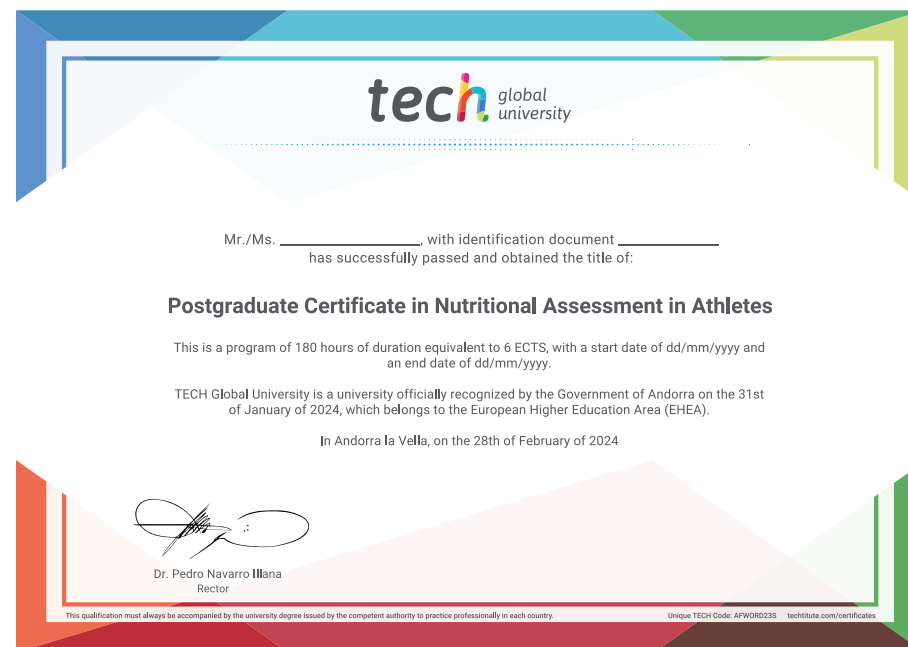 tech global university
Mr./Ms. ____________________, with identification document ______________
has successfully passed and obtained the title of:
Postgraduate Certificate in Nutritional Assessment in Athletes
This is a program of 180 hours of duration equivalent to 6 ECTS, with a start date of dd/mm/yyyy and
an end date of dd/mm/yyyy.
TECH Global University is a university officially recognized by the Government of Andorra on the 31st
of January of 2024, which belongs to the European Higher Education Area (EHEA).
In Andorra la Vella, on the 28th of February of 2024
Dr. Pedro Navarro Illana
Rector
This qualification must always be accompanied by the university degree issued by the competent authority to practice professionally in each country. Unique TECH Code: AFWORD23S techtitute.com/certificates